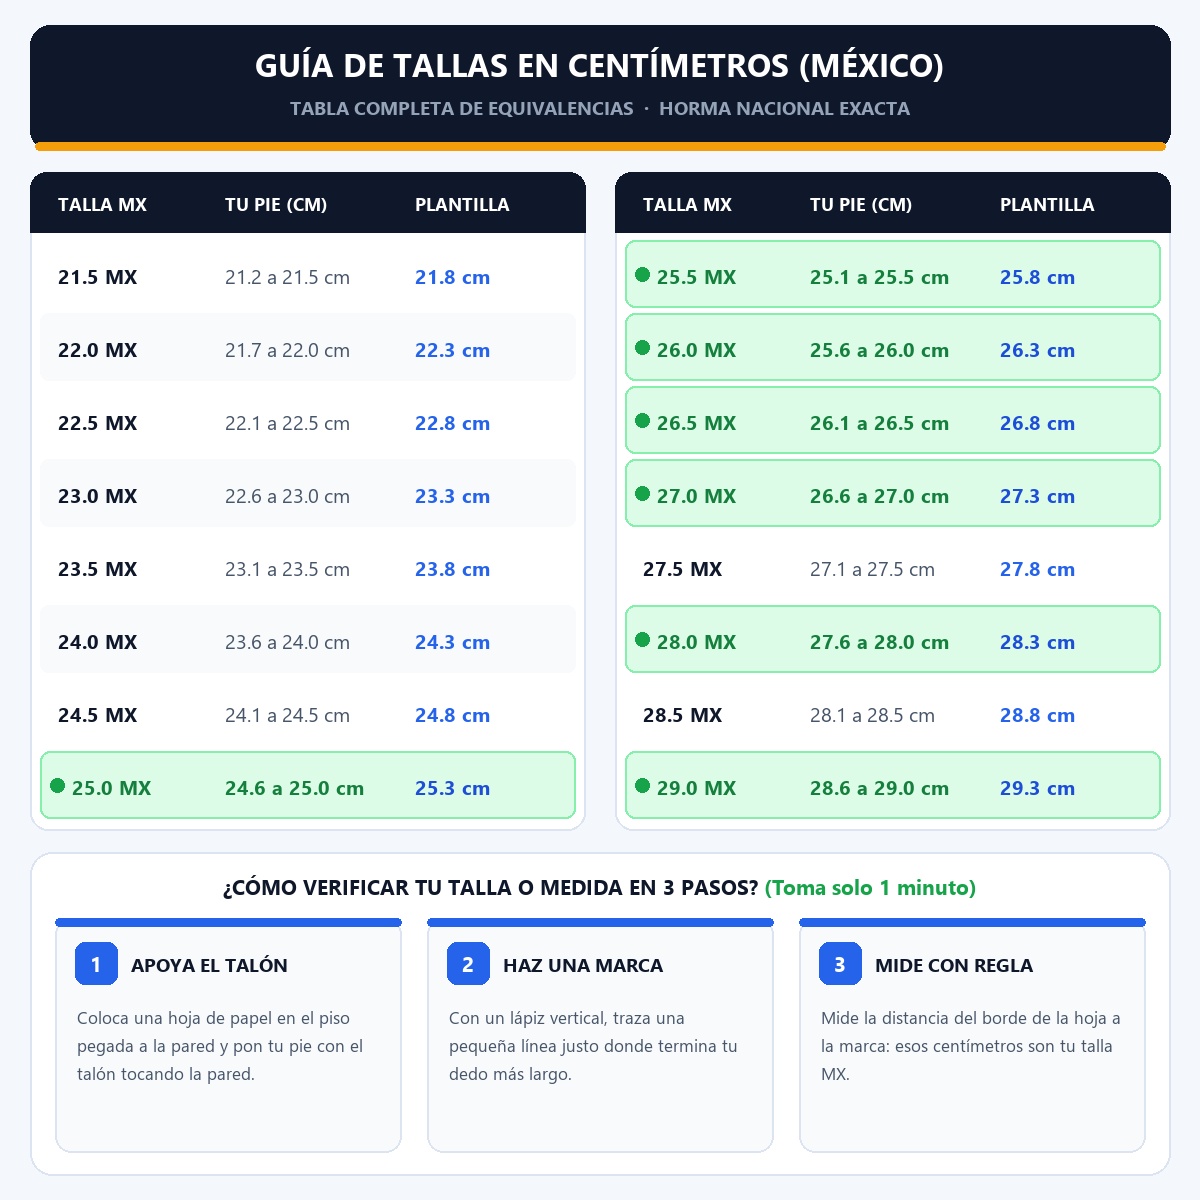 GUÍA DE TALLAS EN CENTÍMETROS (MÉXICO)
TABLA COMPLETA DE EQUIVALENCIAS · HORMA NACIONAL EXACTA
TALLA MX TU PIE (CM) PLANTILLA
21.5 MX 21.2 a 21.5 cm 21.8 cm
22.0 MX 21.7 a 22.0 cm 22.3 cm
22.5 MX 22.1 a 22.5 cm 22.8 cm
23.0 MX 22.6 a 23.0 cm 23.3 cm
23.5 MX 23.1 a 23.5 cm 23.8 cm
24.0 MX 23.6 a 24.0 cm 24.3 cm
24.5 MX 24.1 a 24.5 cm 24.8 cm
25.0 MX 24.6 a 25.0 cm 25.3 cm
TALLA MX TU PIE (CM) PLANTILLA
25.5 MX 25.1 a 25.5 cm 25.8 cm
26.0 MX 25.6 a 26.0 cm 26.3 cm
26.5 MX 26.1 a 26.5 cm 26.8 cm
27.0 MX 26.6 a 27.0 cm 27.3 cm
27.5 MX 27.1 a 27.5 cm 27.8 cm
28.0 MX 27.6 a 28.0 cm 28.3 cm
28.5 MX 28.1 a 28.5 cm 28.8 cm
29.0 MX 28.6 a 29.0 cm 29.3 cm
¿CÓMO VERIFICAR TU TALLA O MEDIDA EN 3 PASOS? (Toma solo 1 minuto)
1 APOYA EL TALÓN
Coloca una hoja de papel en el piso
pegada a la pared y pon tu pie con el
talón tocando la pared.
2 HAZ UNA MARCA
Con un lápiz vertical, traza una
pequeña línea justo donde termina tu
dedo más largo.
3 MIDE CON REGLA
Mide la distancia del borde de la hoja a
la marca: esos centímetros son tu talla
MX.